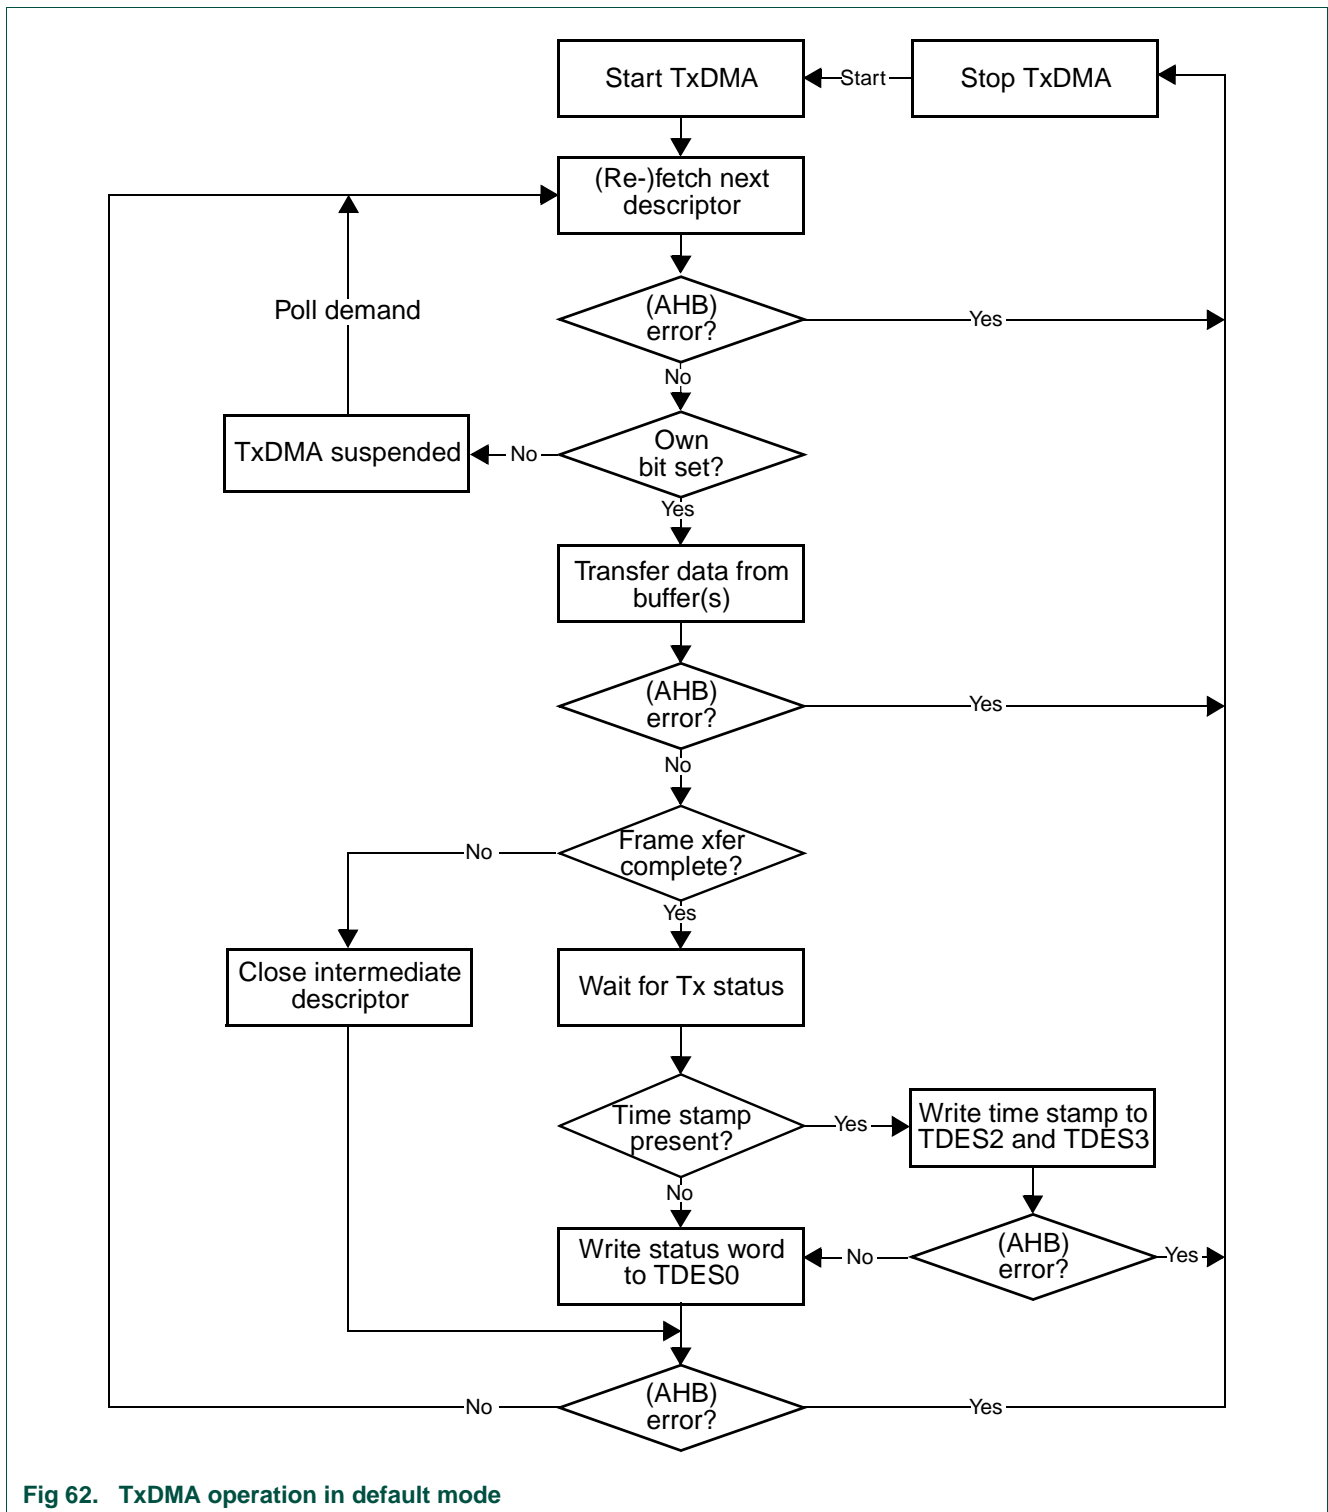 Start TxDMA
Start
Stop TxDMA
(Re-)fetch next
descriptor
Poll demand
(AHB)
error?
Yes
No
TxDMA suspended
No
Own
bit set?
Yes
Transfer data from
buffer(s)
(AHB)
error?
Yes
No
No
Frame xfer
complete?
Yes
Close intermediate
descriptor
Wait for Tx status
Time stamp
present?
Yes
Write time stamp to
TDES2 and TDES3
No
Write status word
to TDES0
No
(AHB)
error?
Yes
No
(AHB)
error?
Yes
Fig 62. TxDMA operation in default mode